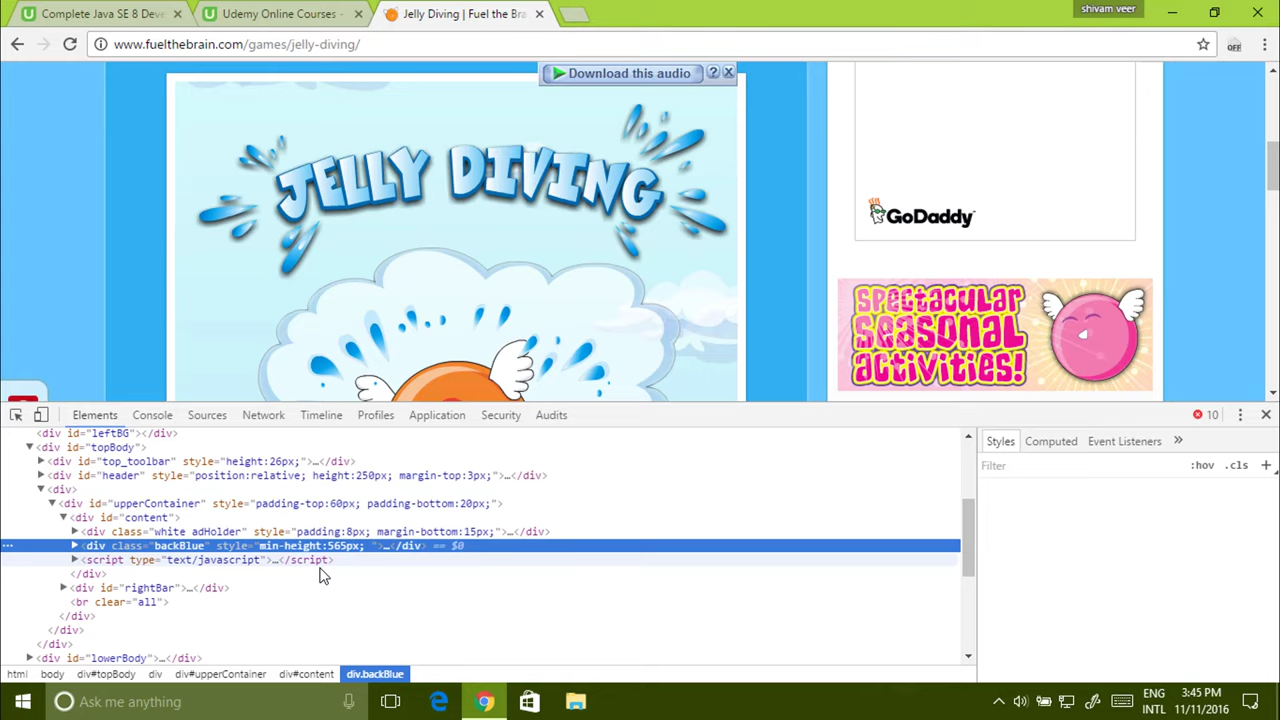 Complete Java SE 8 Deve
Udemy Online Courses -
Jelly Diving | Fuel the Bra
shivam veer
www.fuelthebrain.com/games/jelly-diving/
OFF
Download this audio
JELLY DIVING
GoDaddy
SPECTACULAR
SEASONAL
ACTIVITIES!
Elements Console Sources Network Timeline Profiles Application Security Audits
10
<div id="leftBG"></div>
<div id="topBody">
<div id="top_toolbar" style="height:26px;">…</div>
<div id="header" style="position:relative; height:250px; margin-top:3px;">…</div>
<div>
<div id="upperContainer" style="padding-top:60px; padding-bottom:20px;">
<div id="content">
<div class="white adHolder" style="padding:8px; margin-bottom:15px;">…</div>
<div class="backBlue" style="min-height:565px; ">…</div> == $0
<script type="text/javascript">…</script>
</div>
<div id="rightBar">…</div>
<br clear="all">
</div>
</div>
</div>
<div id="lowerBody">…</div>
html body div#topBody div div#upperContainer div#content div.backBlue
Styles Computed Event Listeners
Filter :hov .cls
Ask me anything
ENG
INTL
3:45 PM
11/11/2016